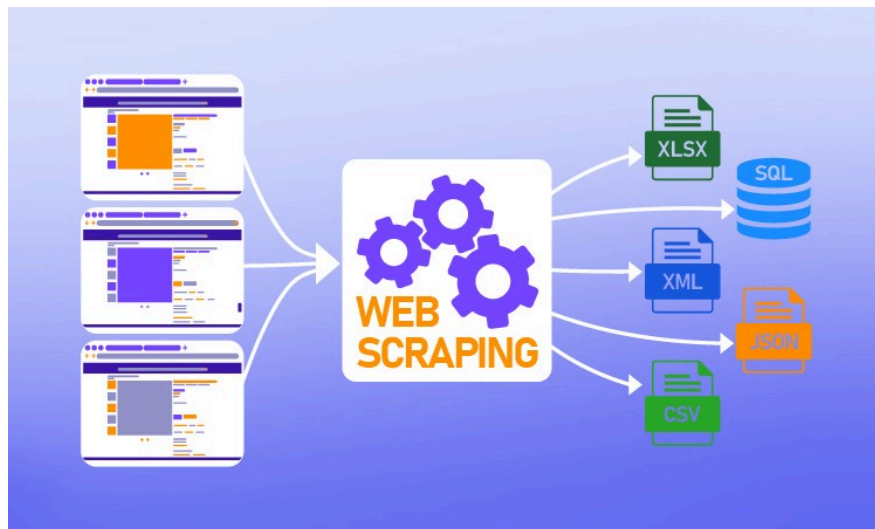 WEB
SCRAPING
XLSX
SQL
XML
JSON
CSV